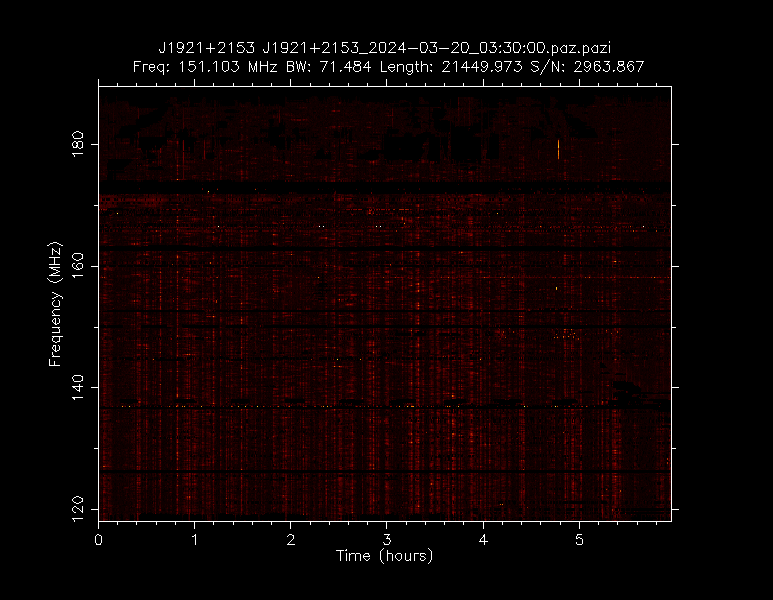 J1921+2153 J1921+2153_2024-03-20_03:30:00.paz.pazi
Freq: 151.103 MHz BW: 71.484 Length: 21449.973 S/N: 2963.867
180
160
140
120
Frequency (MHz)
0 1 2 3 4 5
Time (hours)